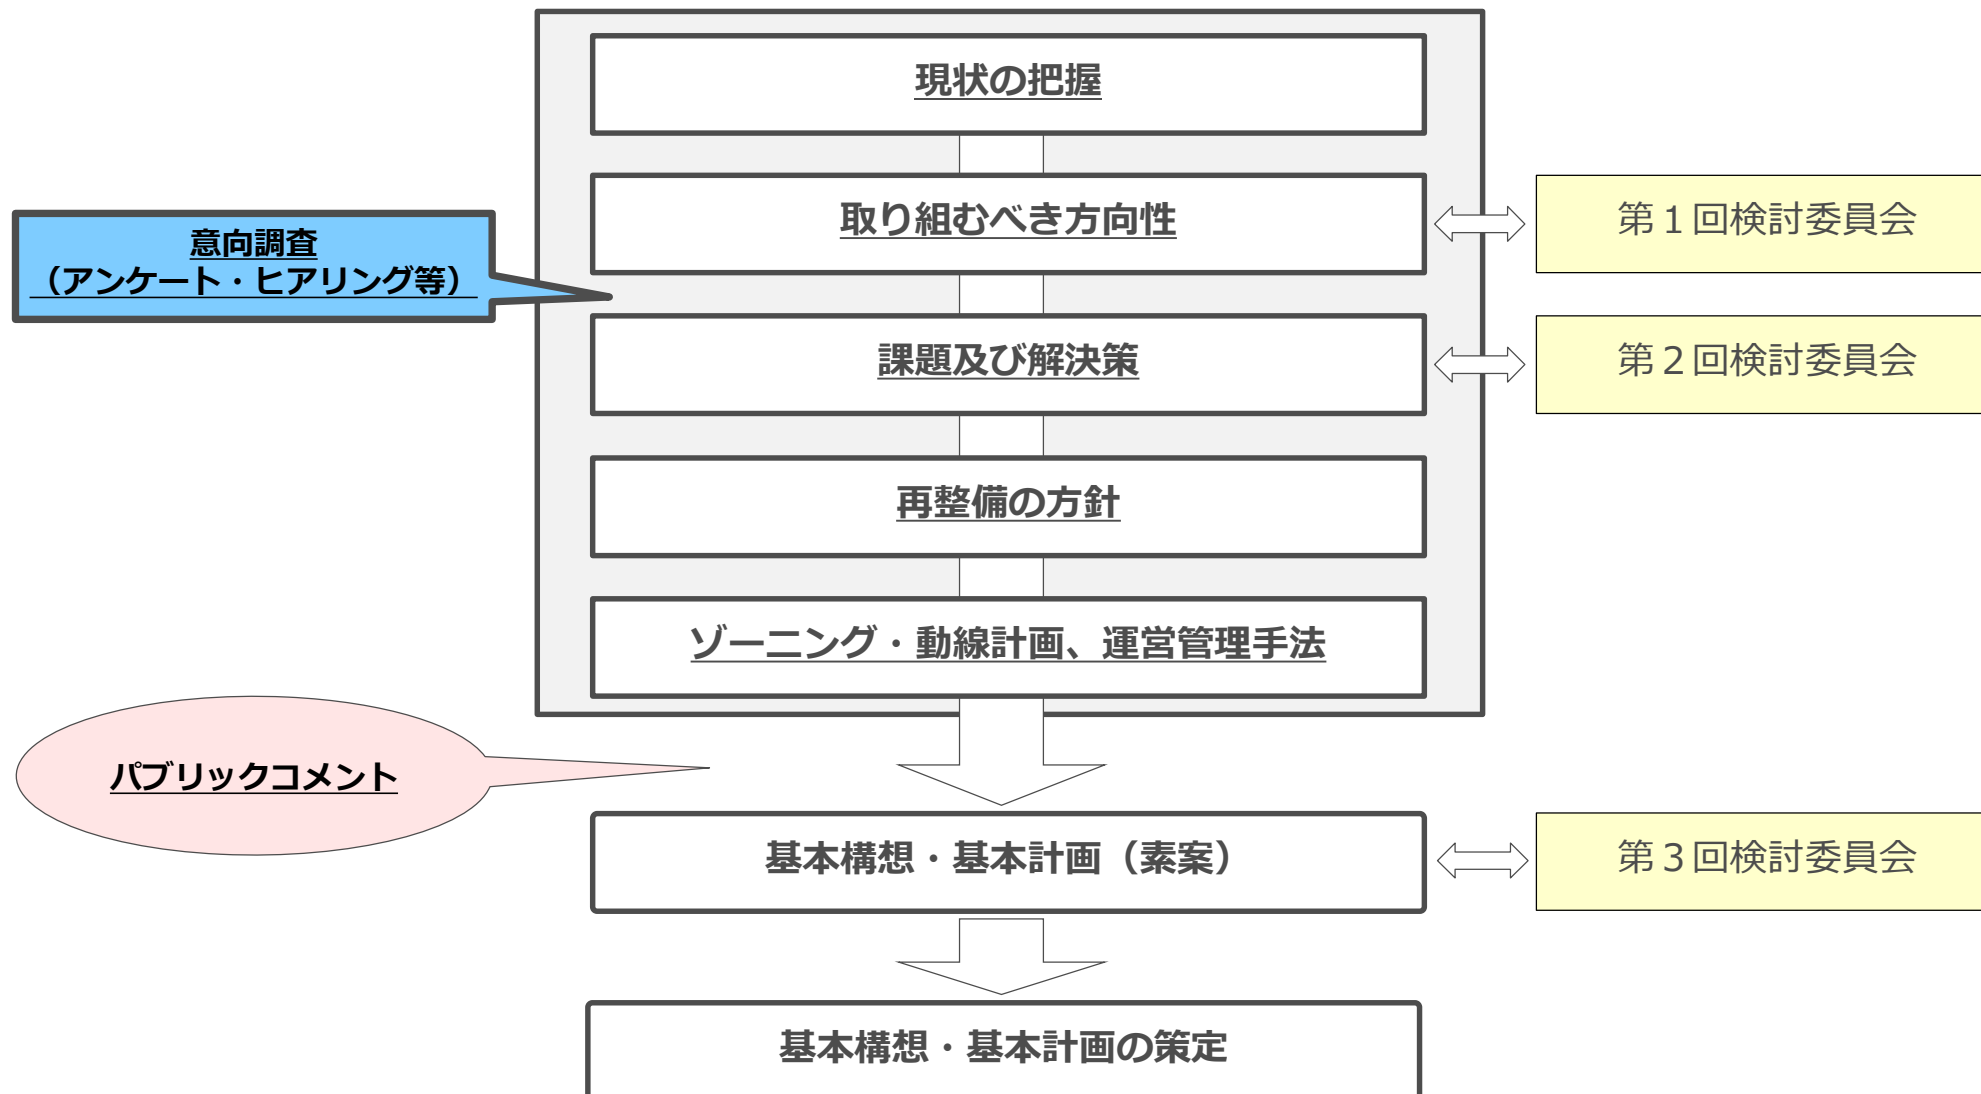 現状の把握
取り組むべき方向性
第１回検討委員会
意向調査
（アンケート・ヒアリング等）
課題及び解決策
第２回検討委員会
再整備の方針
ゾーニング・動線計画、運営管理手法
パブリックコメント
基本構想・基本計画（素案）
第３回検討委員会
基本構想・基本計画の策定